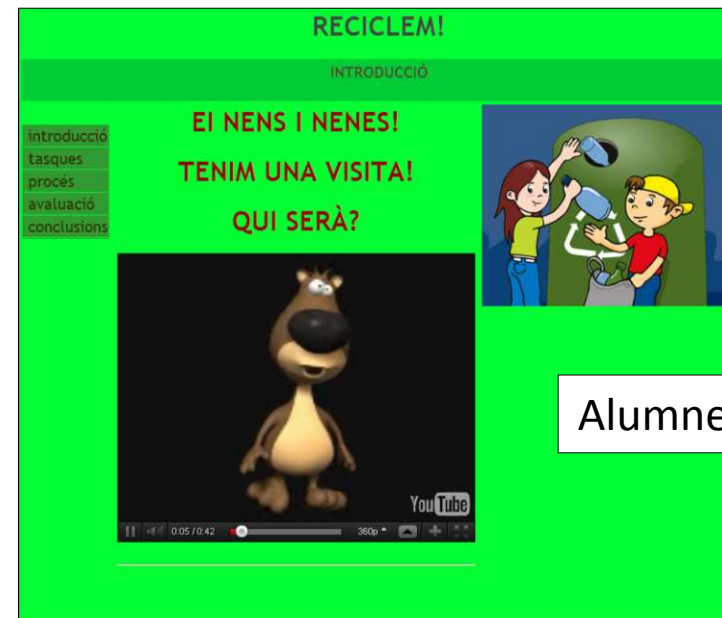 RECICLEM!
INTRODUCCIÓ
introducció
tasques
procés
avaluació
conclusions
EI NENS I NENES!
TENIM UNA VISITA!
QUI SERÀ?
YouTube
0:05 / 0:42
360p
Alumne